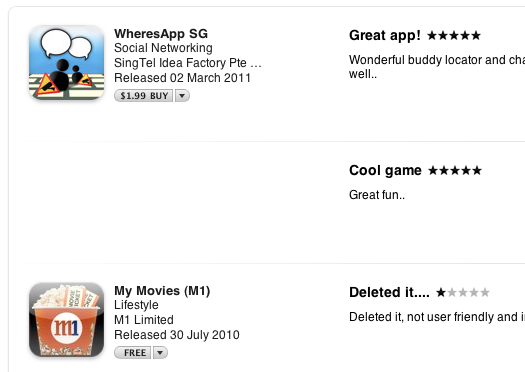 WheresApp SG
Social Networking
SingTel Idea Factory Pte ...
Released 02 March 2011
$1.99 BUY
Great app! ★★★★★
Wonderful buddy locator and cha
well..
Cool game ★★★★★
Great fun..
MOVIE
TICKET
m1
My Movies (M1)
Lifestyle
M1 Limited
Released 30 July 2010
FREE
Deleted it.... ★★★★★
Deleted it, not user friendly and i